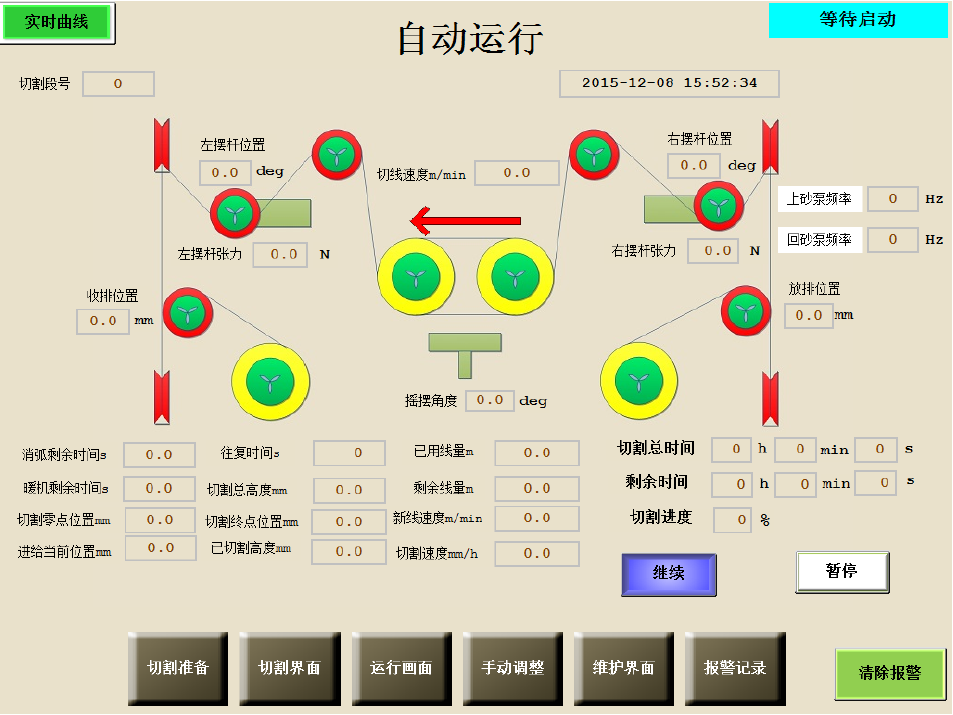 实时曲线
自动运行
等待启动
切割段号 0
2015-12-08 15:52:34
左摆杆位置
0.0 deg
切线速度m/min 0.0
右摆杆位置
0.0 deg
上砂泵频率 0 Hz
回砂泵频率 0 Hz
左摆杆张力 0.0 N
右摆杆张力 0.0 N
收排位置
0.0 mm
放排位置
0.0 mm
摇摆角度 0.0 deg
消弧剩余时间s 0.0
往复时间s 0
已用线量m 0.0
切割总时间 0 h 0 min 0 s
暖机剩余时间s 0.0
切割总高度mm 0.0
剩余线量m 0.0
剩余时间 0 h 0 min 0 s
切割零点位置mm 0.0
切割终点位置mm 0.0
新线速度m/min 0.0
切割进度 0 %
进给当前位置mm 0.0
已切割高度mm 0.0
切割速度mm/h 0.0
继续
暂停
切割准备
切割界面
运行画面
手动调整
维护界面
报警记录
清除报警